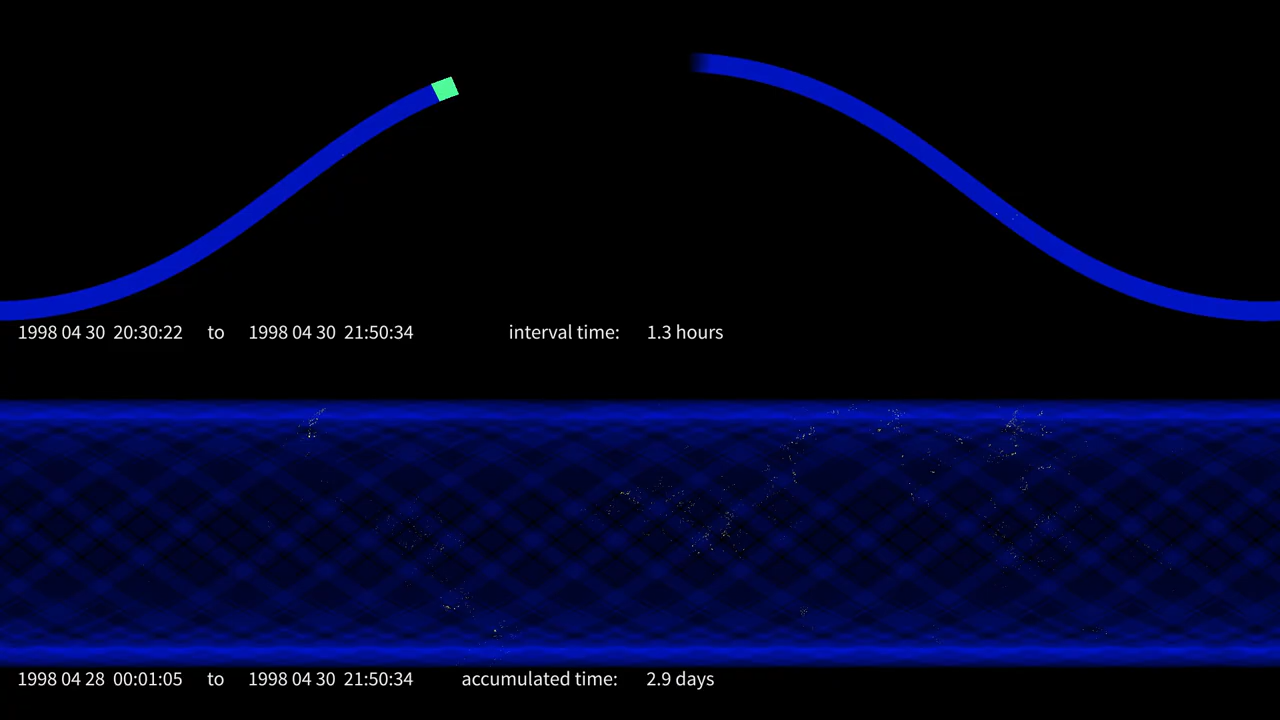 1998 04 30 20:30:22 to 1998 04 30 21:50:34 interval time: 1.3 hours
1998 04 28 00:01:05 to 1998 04 30 21:50:34 accumulated time: 2.9 days